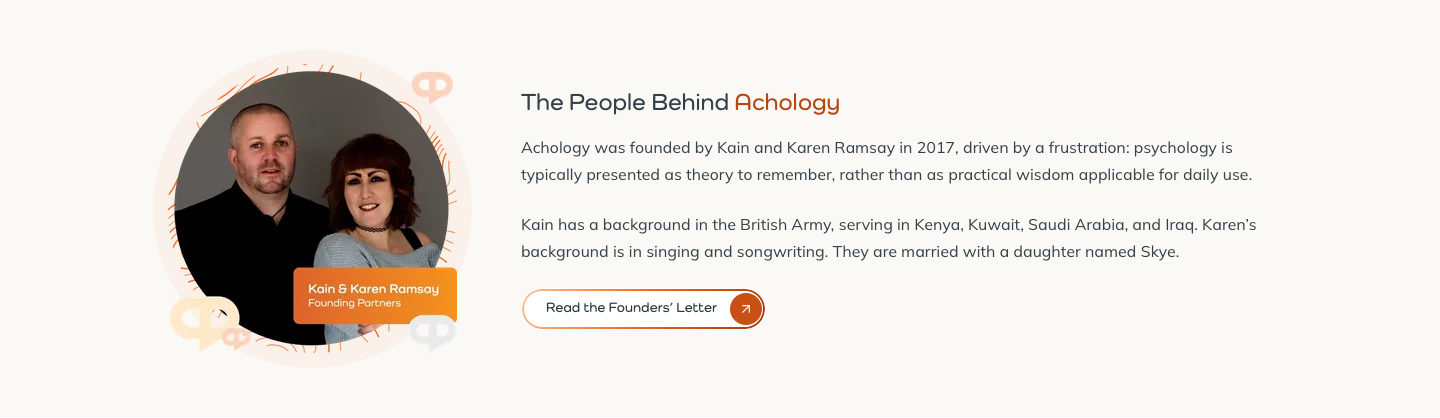 The People Behind Achology
Achology was founded by Kain and Karen Ramsay in 2017, driven by a frustration: psychology is
typically presented as theory to remember, rather than as practical wisdom applicable for daily use.
Kain has a background in the British Army, serving in Kenya, Kuwait, Saudi Arabia, and Iraq. Karen’s
background is in singing and songwriting. They are married with a daughter named Skye.
Kain & Karen Ramsay
Founding Partners
Read the Founders’ Letter